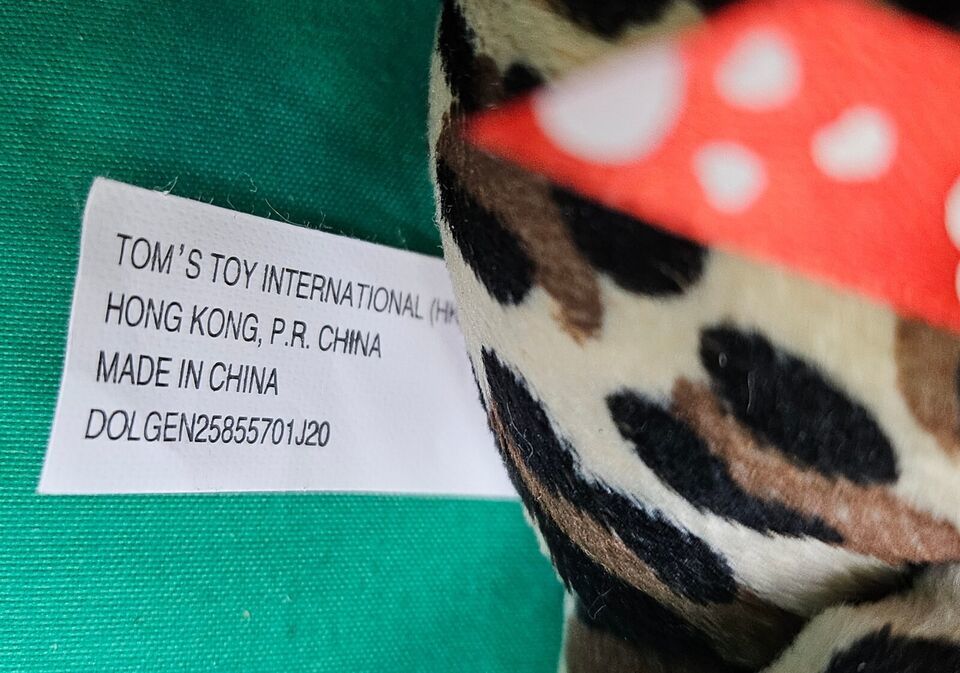 TOM'S TOY INTERNATIONAL
HONG KONG, P.R. CHINA
MADE IN CHINA
DOLGEN25855701J20